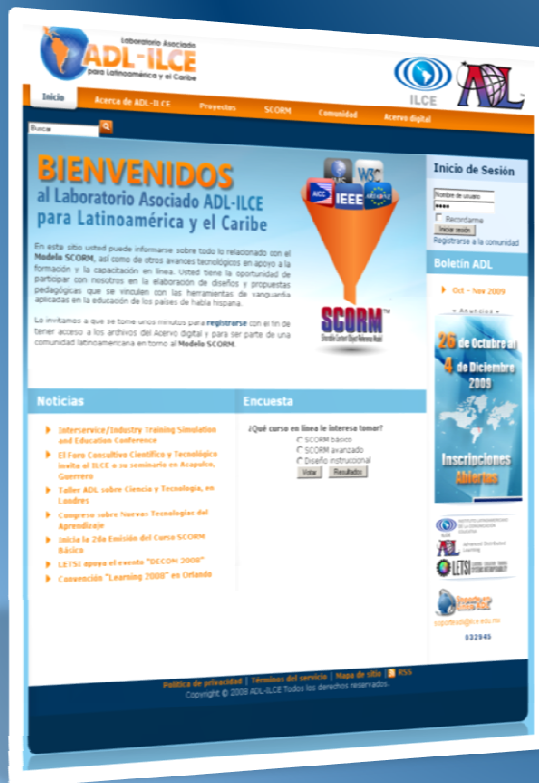 Laboratorio Asociado
ADL-ILCE
para Latinoamérica y el Caribe
ILCE
ADL
Inicio
Acerca de ADL-ILCE
Proyectos
SCORM
Comunidad
Acervo digital
Busca
BIENVENIDOS
al Laboratorio Asociado ADL-ILCE
para Latinoamérica y el Caribe
En este sitio usted puede informarse sobre todo lo relacionado con el
Modelo SCORM, así como de otros avances tecnológicos en apoyo a la
formación y la capacitación en línea. Usted tiene la oportunidad de
participar con nosotros en la elaboración de diseños y propuestas
pedagógicas que se vinculen con las herramientas de vanguardia
aplicadas en la educación de los países de habla hispana.
Lo invitamos a que se tome unos minutos para registrarse con el fin de
tener acceso a los archivos del Acervo digital y para ser parte de una
comunidad latinoamericana en torno al Modelo SCORM.
W3C
AICC
IEEE
SCORM
Sharable Content Object Reference Model
Inicio de Sesión
Nombre de usuario
Recordarme
Iniciar sesión
Registrarse a la comunidad
Boletín ADL
Oct - Nov 2009
26 de Octubre al
4 de Diciembre
2009
Inscripciones
Abiertas
Noticias
Interservice/Industry Training Simulation
and Education Conference
El Foro Consultivo Científico y Tecnológico
invita al ILCE a su seminario en Acapulco,
Guerrero
Taller ADL sobre Ciencia y Tecnología, en
Londres
Congreso sobre Nuevas Tecnologías del
Aprendizaje
Inicia la 2da Emisión del Curso SCORM
Básico
LETSI apoya el evento "DECOM 2008"
Convención "Learning 2008" en Orlando
Encuesta
¿Qué curso en línea le interesa tomar?
SCORM básico
SCORM avanzado
Diseño instruccional
Votar
Resultados
ADL
LETSI
132945
Política de privacidad | Términos del servicio | Mapa de sitio | RSS
Copyright © 2008 ADL-ILCE Todos los derechos reservados.